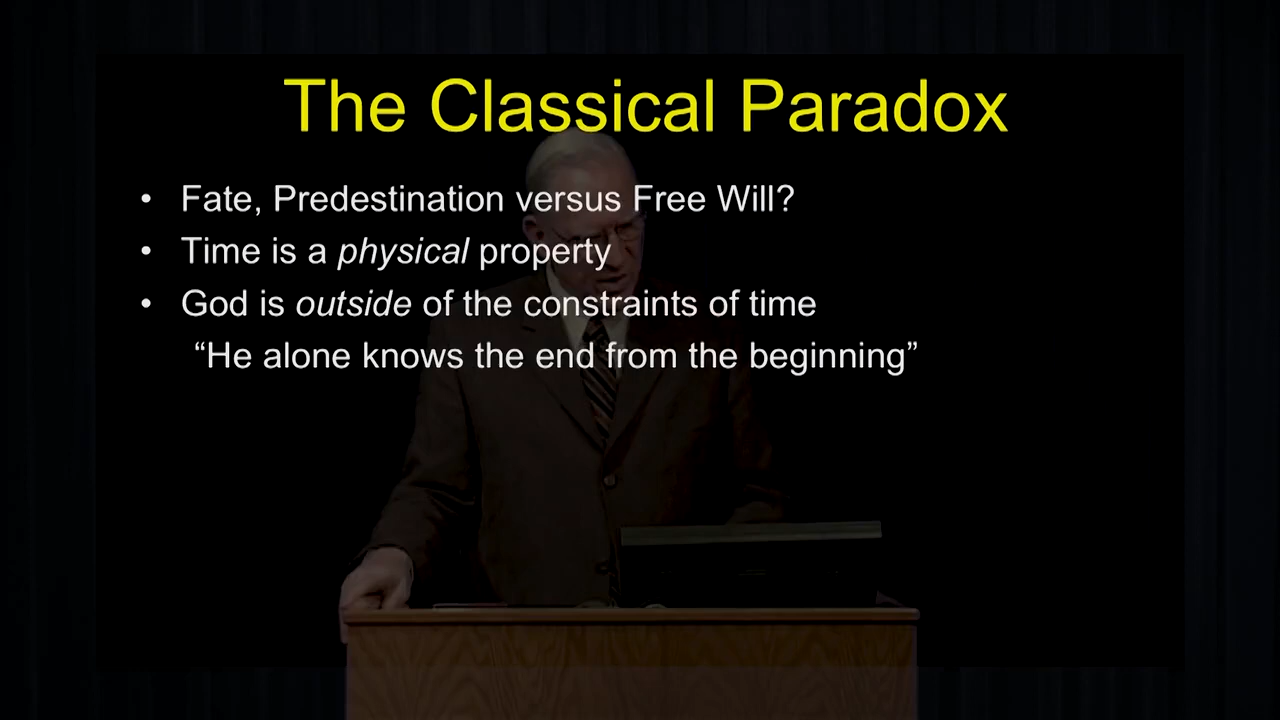 The Classical Paradox
• Fate, Predestination versus Free Will?
• Time is a physical property
• God is outside of the constraints of time
“He alone knows the end from the beginning”